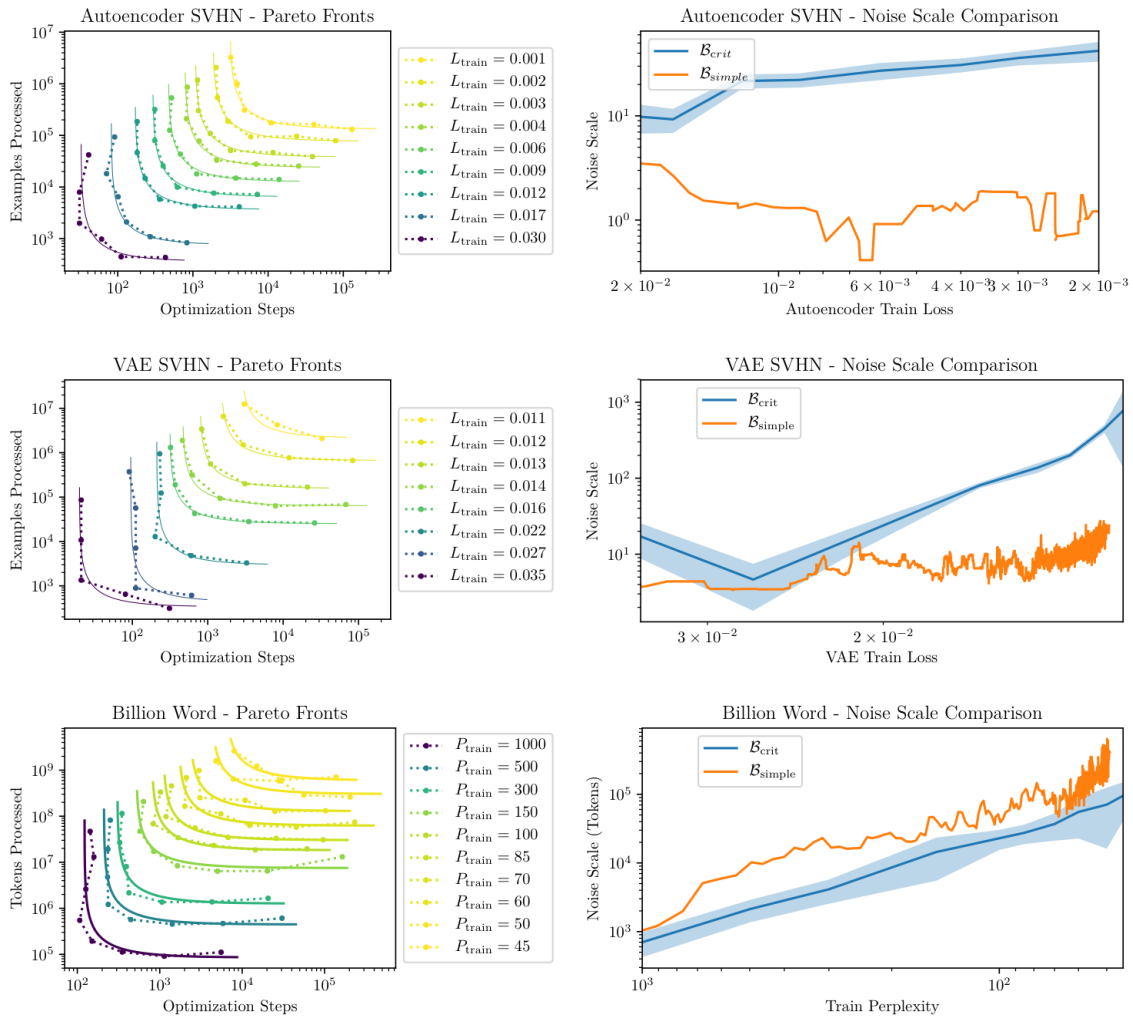 Autoencoder SVHN - Pareto Fronts
Examples Processed
10^7
10^6
10^5
10^4
10^3
10^2 10^3 10^4 10^5
Optimization Steps
L_train = 0.001
L_train = 0.002
L_train = 0.003
L_train = 0.004
L_train = 0.006
L_train = 0.009
L_train = 0.012
L_train = 0.017
L_train = 0.030
Autoencoder SVHN - Noise Scale Comparison
Noise Scale
B_crit
B_simple
10^1
10^0
2 × 10^-2 10^-2 6 × 10^-3 4 × 10^-3 3 × 10^-3 2 × 10^-3
Autoencoder Train Loss
VAE SVHN - Pareto Fronts
Examples Processsed
10^7
10^6
10^5
10^4
10^3
10^2 10^3 10^4 10^5
Optimization Steps
L_train = 0.011
L_train = 0.012
L_train = 0.013
L_train = 0.014
L_train = 0.016
L_train = 0.022
L_train = 0.027
L_train = 0.035
VAE SVHN - Noise Scale Comparison
Noise Scale
B_crit
B_simple
10^3
10^2
10^1
3 × 10^-2 2 × 10^-2
VAE Train Loss
Billion Word - Pareto Fronts
Tokens Processed
10^9
10^8
10^7
10^6
10^5
10^2 10^3 10^4 10^5
Optimization Steps
P_train = 1000
P_train = 500
P_train = 300
P_train = 150
P_train = 100
P_train = 85
P_train = 70
P_train = 60
P_train = 50
P_train = 45
Billion Word - Noise Scale Comparison
Noise Scale (Tokens)
B_crit
B_simple
10^5
10^4
10^3
10^3 10^2
Train Perplexity